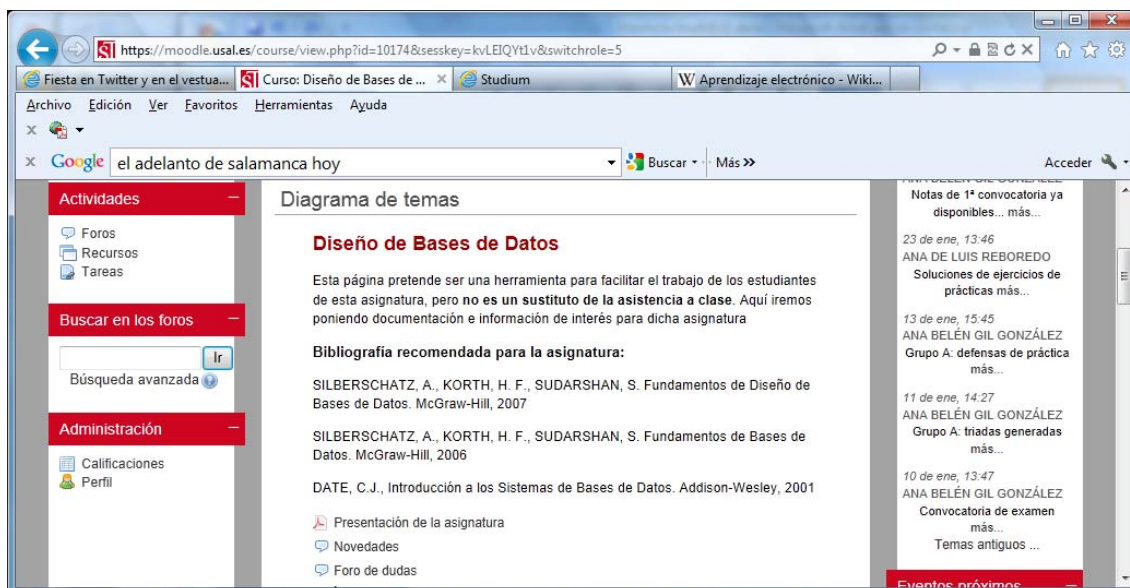 https://moodle.usal.es/course/view.php?id=10174&sesskey=kvLEIQYt1v&switchrole=5
Fiesta en Twitter y en el vestua...
Curso: Diseño de Bases de ...
Studium
Aprendizaje electrónico - Wiki...
Archivo Edición Ver Favoritos Herramientas Ayuda
Google el adelanto de salamanca hoy Buscar Más >> Acceder
Actividades
Foros
Recursos
Tareas
Buscar en los foros
Ir
Búsqueda avanzada
Administración
Calificaciones
Perfil
Diagrama de temas
Diseño de Bases de Datos
Esta página pretende ser una herramienta para facilitar el trabajo de los estudiantes
de esta asignatura, pero no es un sustituto de la asistencia a clase. Aquí iremos
poniendo documentación e información de interés para dicha asignatura
Bibliografía recomendada para la asignatura:
SILBERSCHATZ, A., KORTH, H. F., SUDARSHAN, S. Fundamentos de Diseño de
Bases de Datos. McGraw-Hill, 2007
SILBERSCHATZ, A., KORTH, H. F., SUDARSHAN, S. Fundamentos de Bases de
Datos. McGraw-Hill, 2006
DATE, C.J., Introducción a los Sistemas de Bases de Datos. Addison-Wesley, 2001
Presentación de la asignatura
Novedades
Foro de dudas
ANA BELÉN GIL GONZÁLEZ
Notas de 1ª convocatoria ya
disponibles... más...
23 de ene, 13:46
ANA DE LUIS REBOREDO
Soluciones de ejercicios de
prácticas más...
13 de ene, 15:45
ANA BELÉN GIL GONZÁLEZ
Grupo A: defensas de práctica
más...
11 de ene, 14:27
ANA BELÉN GIL GONZÁLEZ
Grupo A: triadas generadas
más...
10 de ene, 13:47
ANA BELÉN GIL GONZÁLEZ
Convocatoria de examen
más...
Temas antiguos ...
Eventos próximos